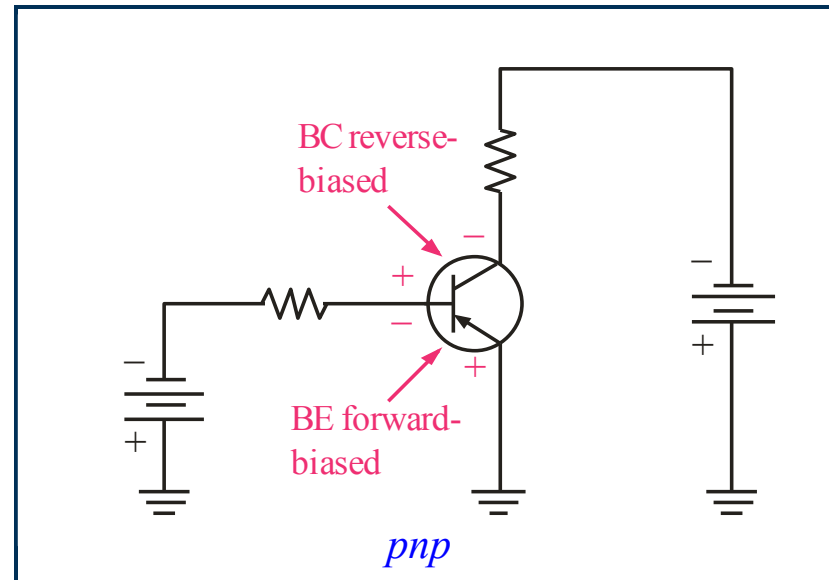 BC reverse-
biased
−
+
−
−
+
−
+
+
BE forward-
biased
pnp